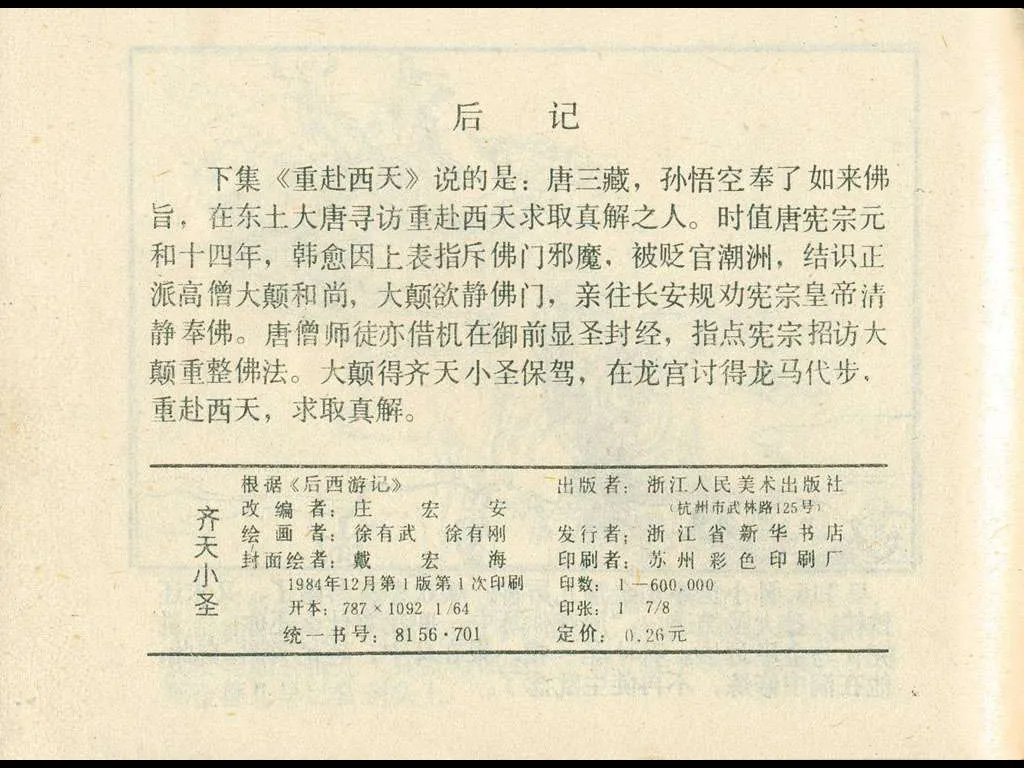 后 记
下集《重赴西天》说的是：唐三藏，孙悟空奉了如来佛
旨，在东土大唐寻访重赴西天求取真解之人。时值唐宪宗元
和十四年，韩愈因上表指斥佛门邪魔，被贬官潮洲，结识正
派高僧大颠和尚，大颠欲静佛门，亲往长安规劝宪宗皇帝清
静奉佛。唐僧师徒亦借机在御前显圣封经，指点宪宗招访大
颠重整佛法。大颠得齐天小圣保驾，在龙宫讨得龙马代步，
重赴西天，求取真解。
齐天小圣
根据《后西游记》
改编者：庄宏安
绘画者：徐有武 徐有刚
封面绘者：戴宏海
1984年12月第1版第1次印刷
开本：787×1092 1/64
统一书号：8156·701
出版者：浙江人民美术出版社
（杭州市武林路125号）
发行者：浙江省新华书店
印刷者：苏州彩色印刷厂
印数：1—600,000
印张：1 7/8
定价：0.26元